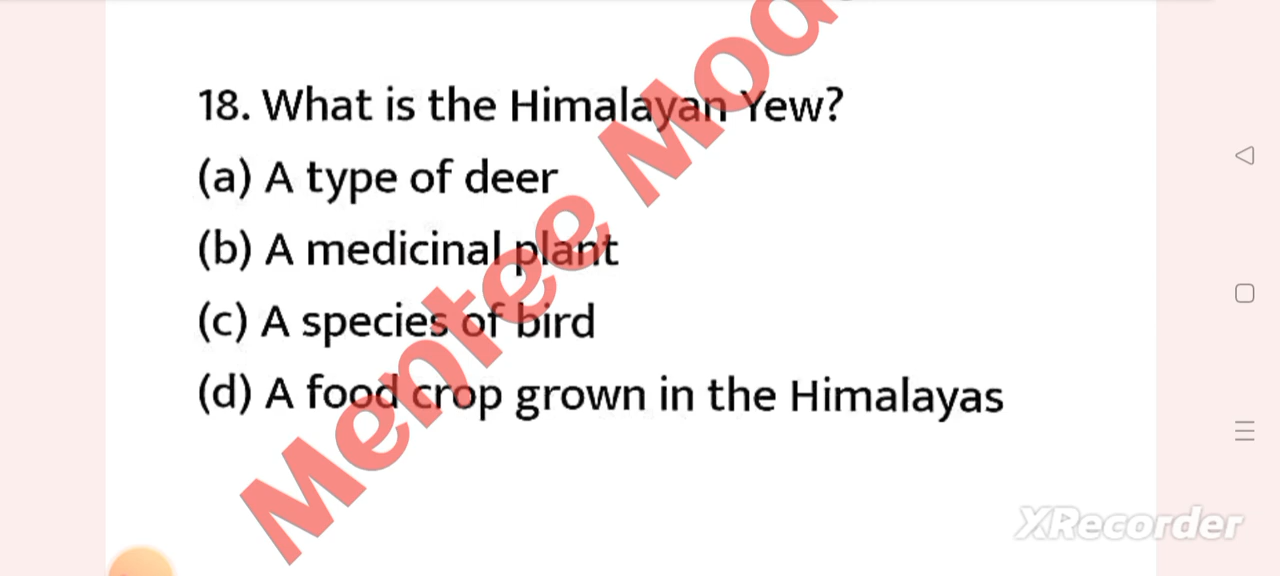 18. What is the Himalayan Yew?
(a) A type of deer
(b) A medicinal plant
(c) A species of bird
(d) A food crop grown in the Himalayas
Mentee
XRecorder